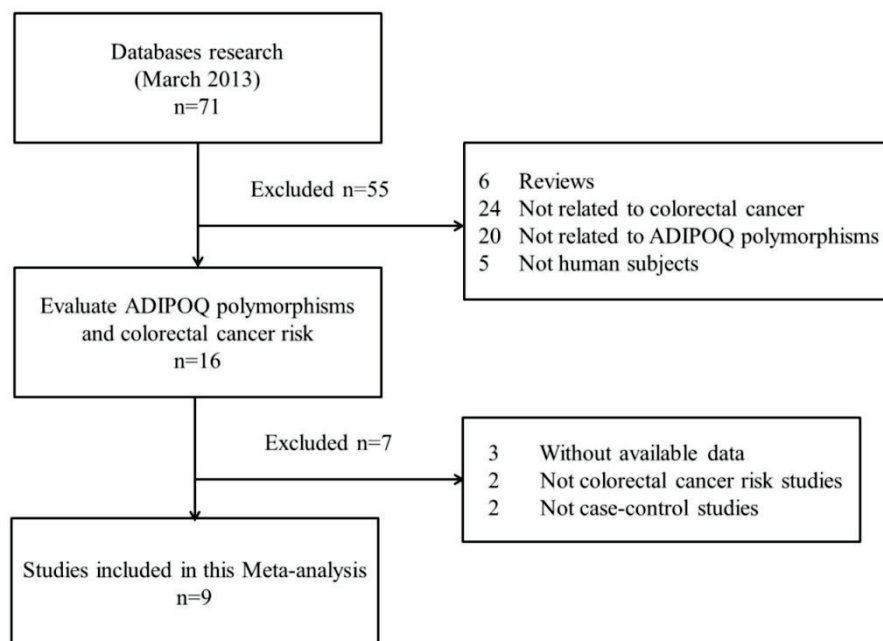 Databases research
(March 2013)
n=71
Excluded n=55
6 Reviews
24 Not related to colorectal cancer
20 Not related to ADIPOQ polymorphisms
5 Not human subjects
Evaluate ADIPOQ polymorphisms
and colorectal cancer risk
n=16
Excluded n=7
3 Without available data
2 Not colorectal cancer risk studies
2 Not case-control studies
Studies included in this Meta-analysis
n=9